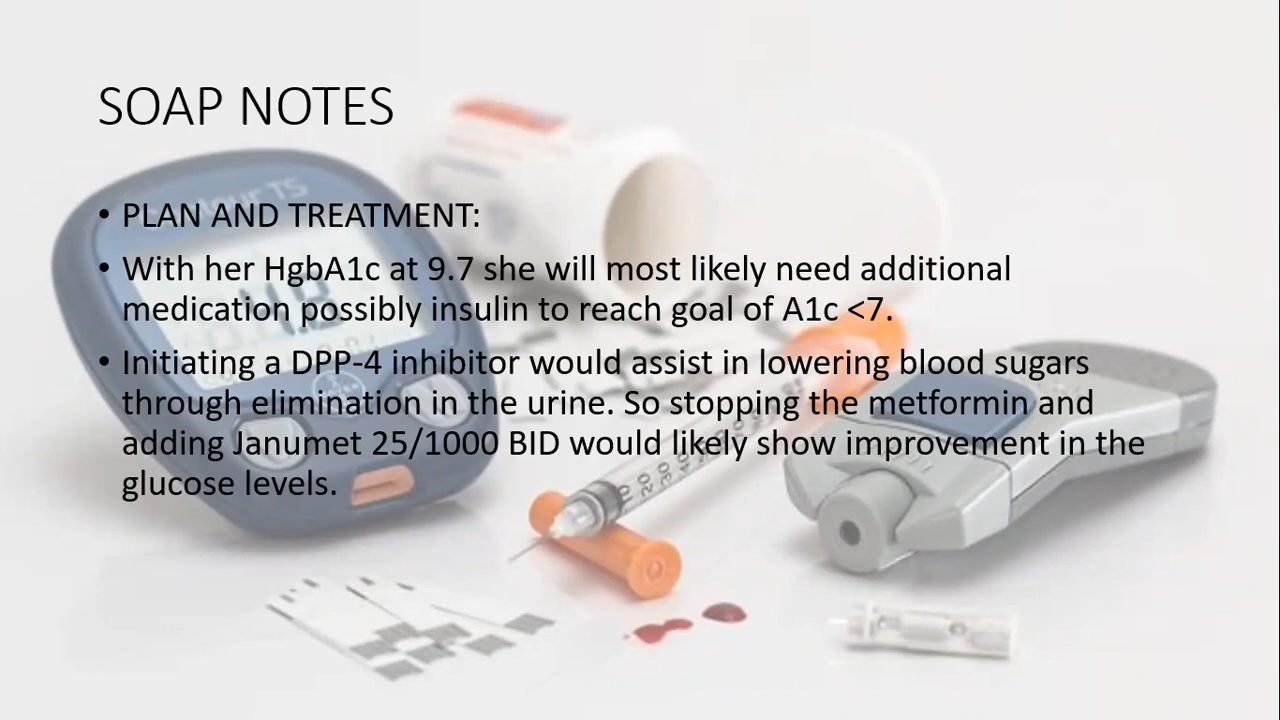 SOAP NOTES
• PLAN AND TREATMENT:
• With her HgbA1c at 9.7 she will most likely need additional
medication possibly insulin to reach goal of A1c <7.
• Initiating a DPP-4 inhibitor would assist in lowering blood sugars
through elimination in the urine. So stopping the metformin and
adding Janumet 25/1000 BID would likely show improvement in the
glucose levels.